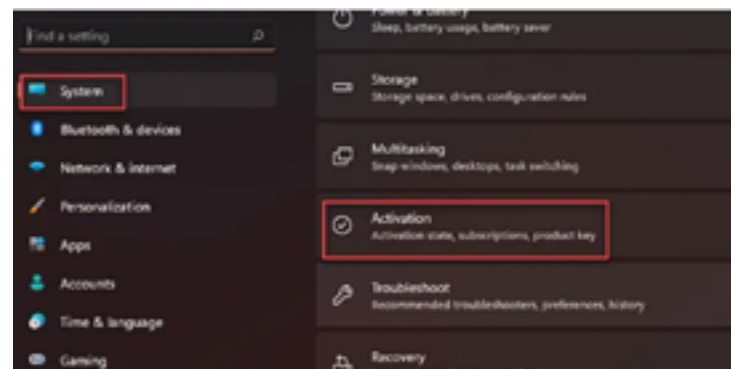 Find a setting
System
Bluetooth & devices
Network & internet
Personalization
Apps
Accounts
Time & language
Gaming
Power & battery
Sleep, battery usage, battery saver
Storage
Storage space, drives, configuration rules
Multitasking
Snap windows, desktops, task switching
Activation
Activation state, subscriptions, product key
Troubleshoot
Recommended troubleshooters, preferences, history
Recovery